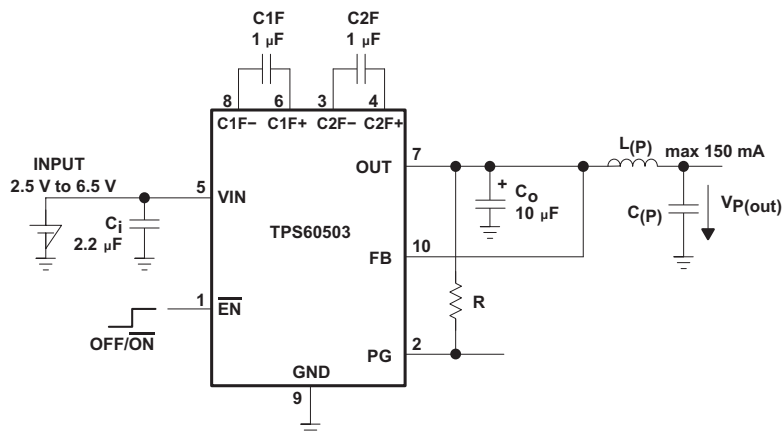 C1F
1 μF
C2F
1 μF
8
6
3
4
C1F−
C1F+
C2F−
C2F+
INPUT
2.5 V to 6.5 V
5
VIN
OUT
7
L(P)
max 150 mA
Ci
2.2 μF
TPS60503
+
Co
10 μF
C(P)
VP(out)
FB
10
1
EN
R
OFF/ON
PG
2
GND
9